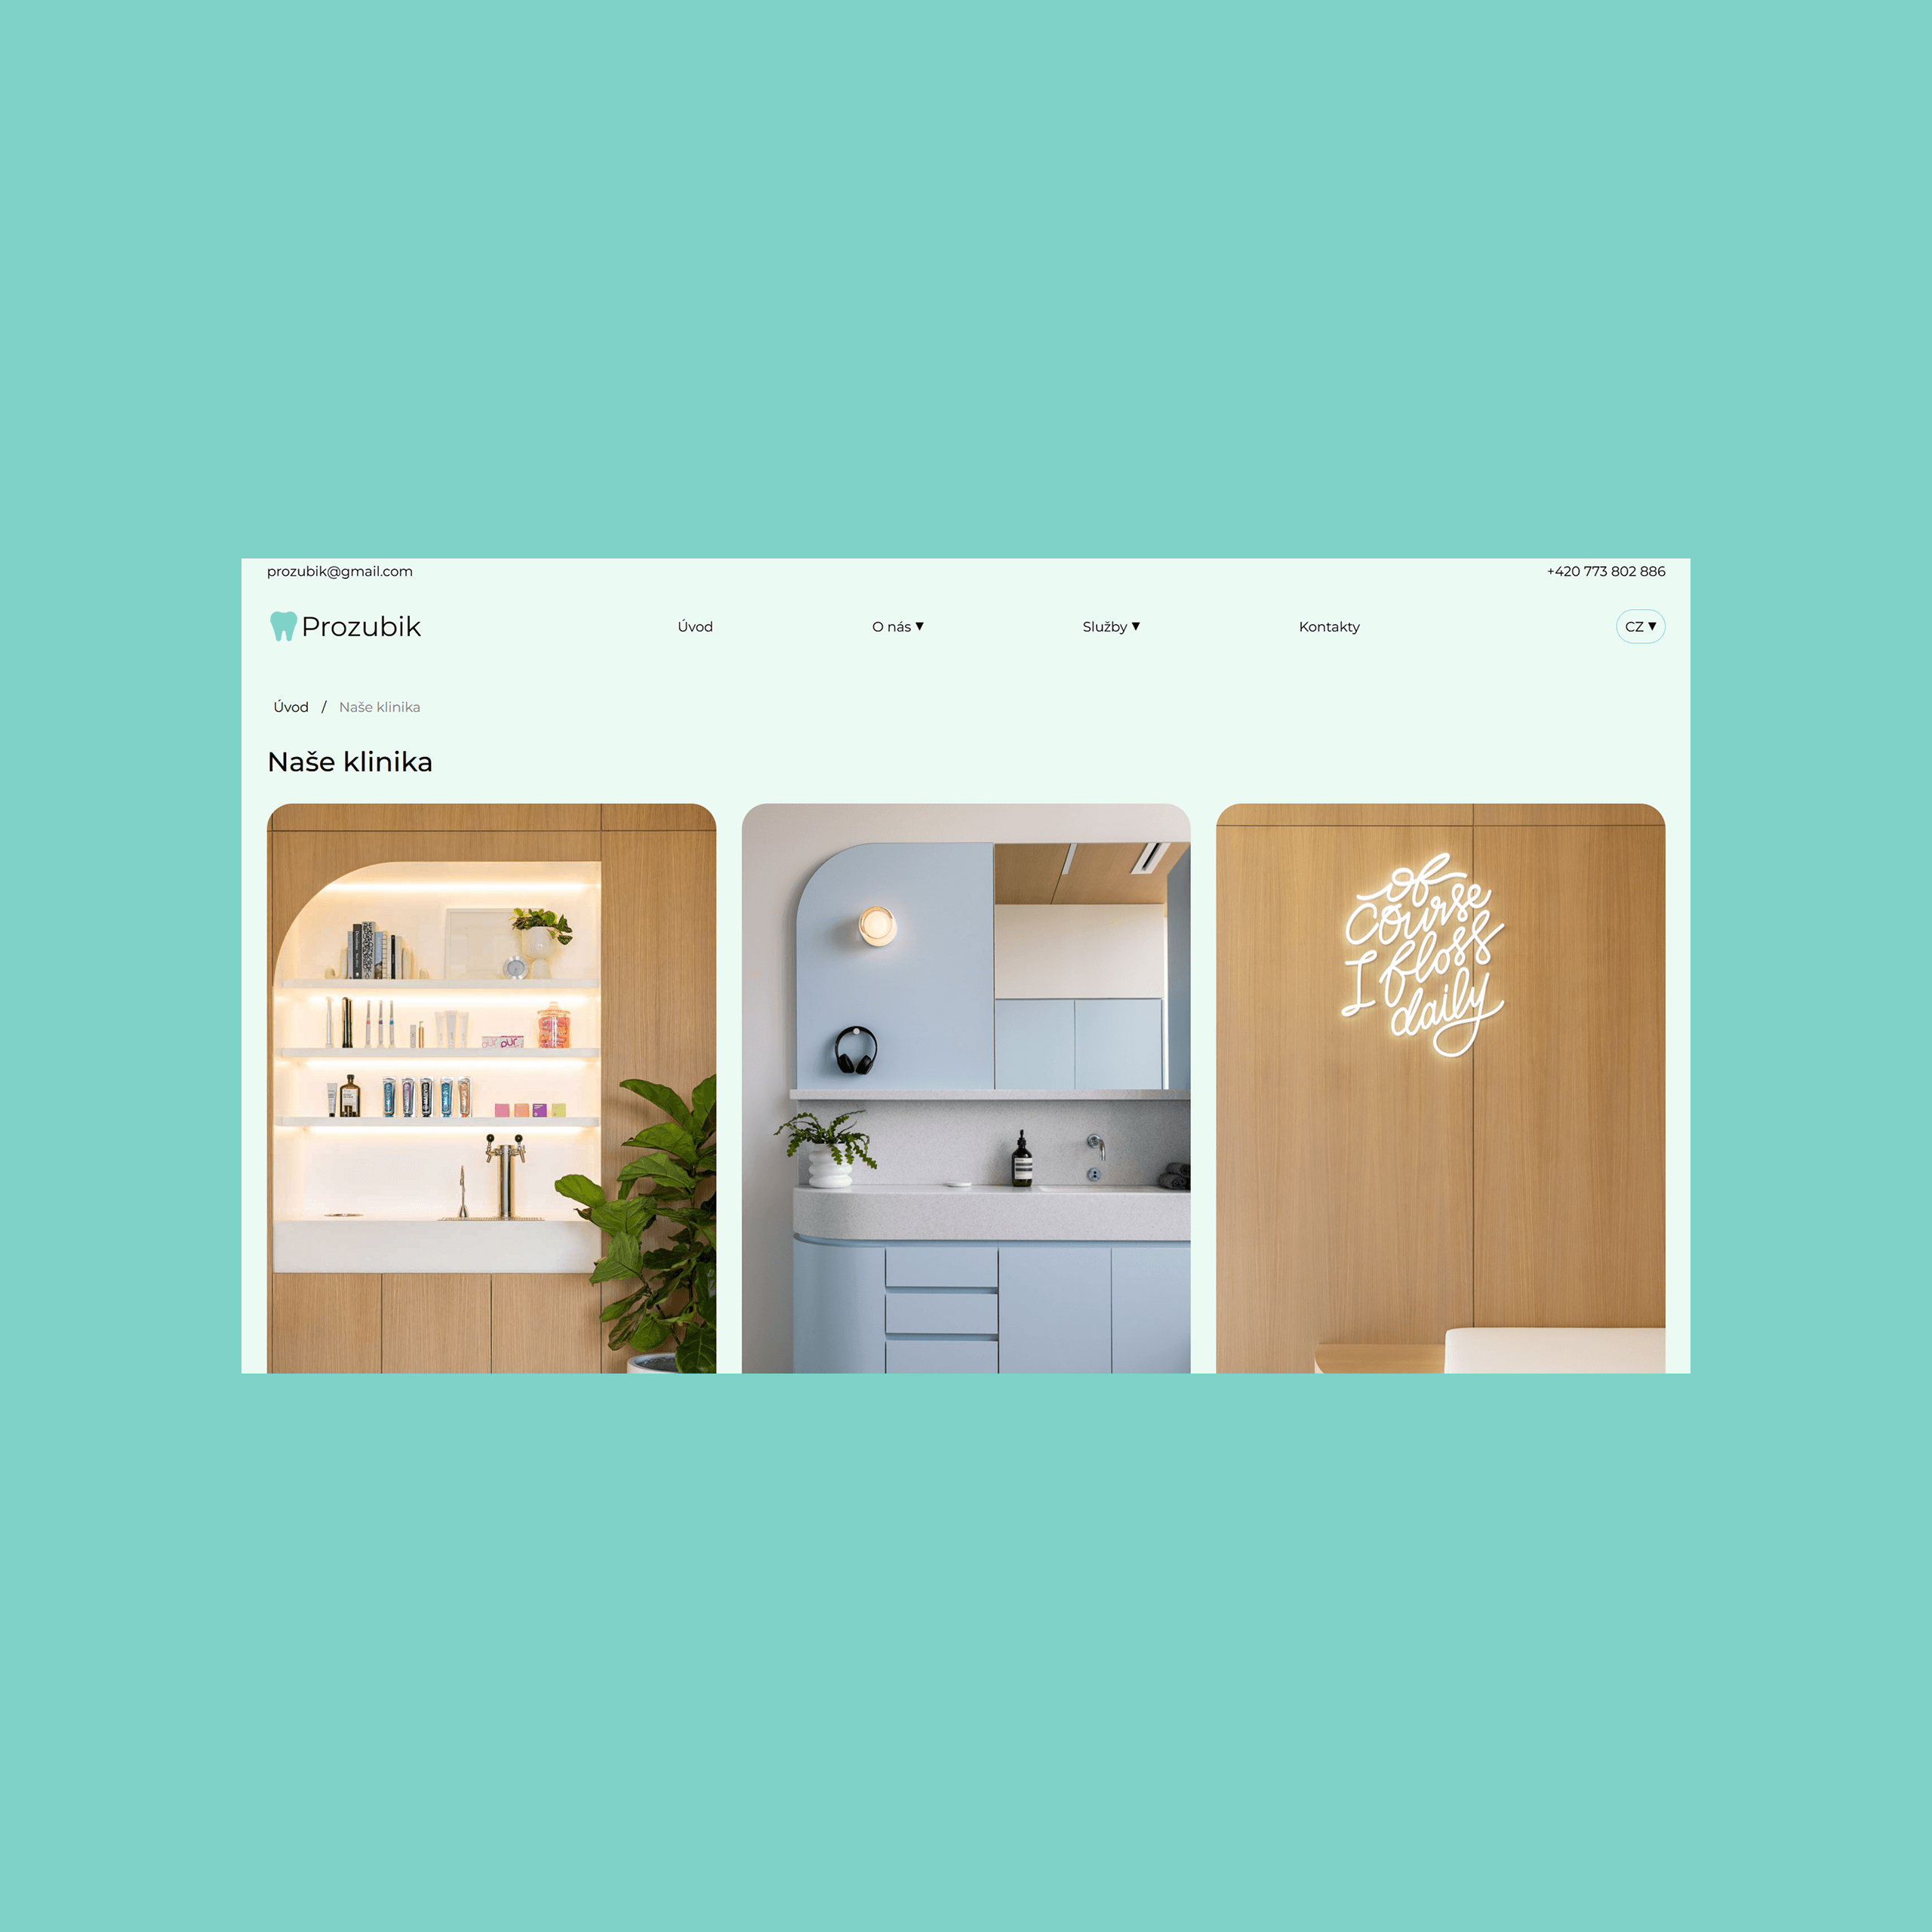 prozubik@gmail.com
+420 773 802 886
Prozubik
Úvod
O nás ▼
Služby ▼
Kontakty
CZ ▼
Úvod / Naše klinika
Naše klinika
of
course
I floss
daily